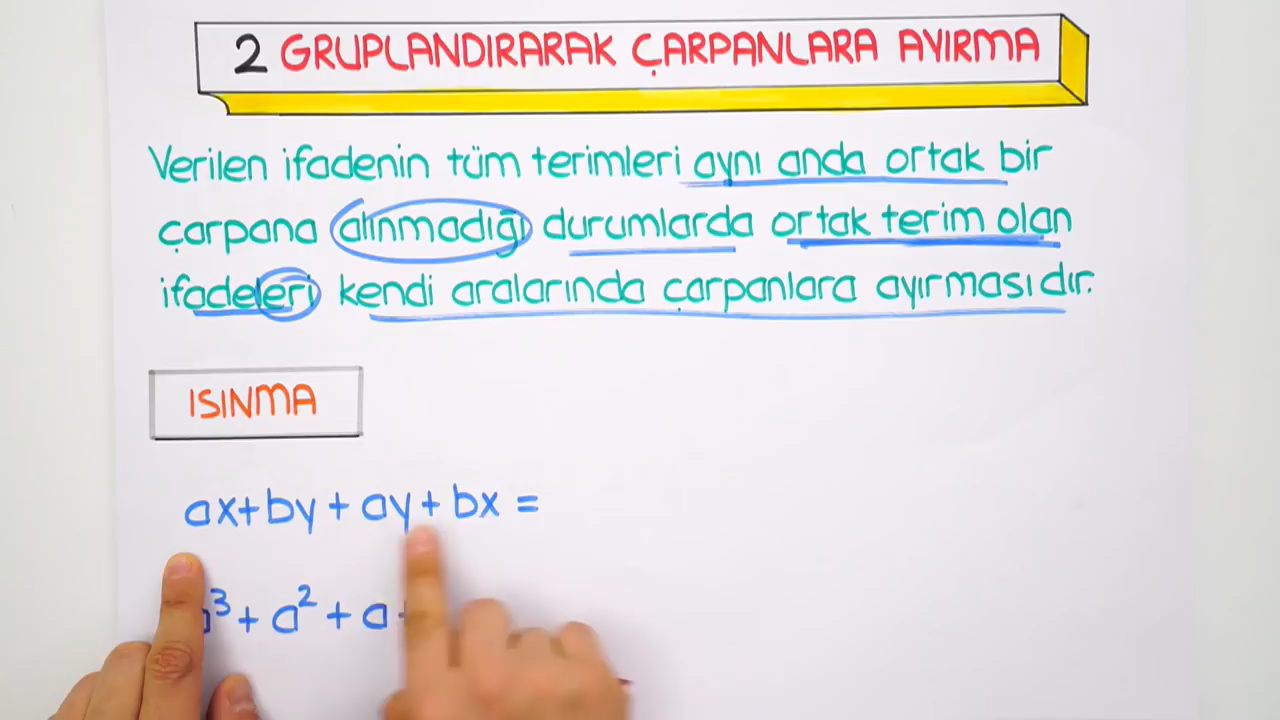 2 GRUPLANDIRARAK ÇARPANLARA AYIRMA
Verilen ifadenin tüm terimleri aynı anda ortak bir
çarpana alınmadığı durumlarda ortak terim olan
ifadeleri kendi aralarında çarpanlara ayırmasıdır.
ISINMA
ax+by+ay+bx=
³+a²+a